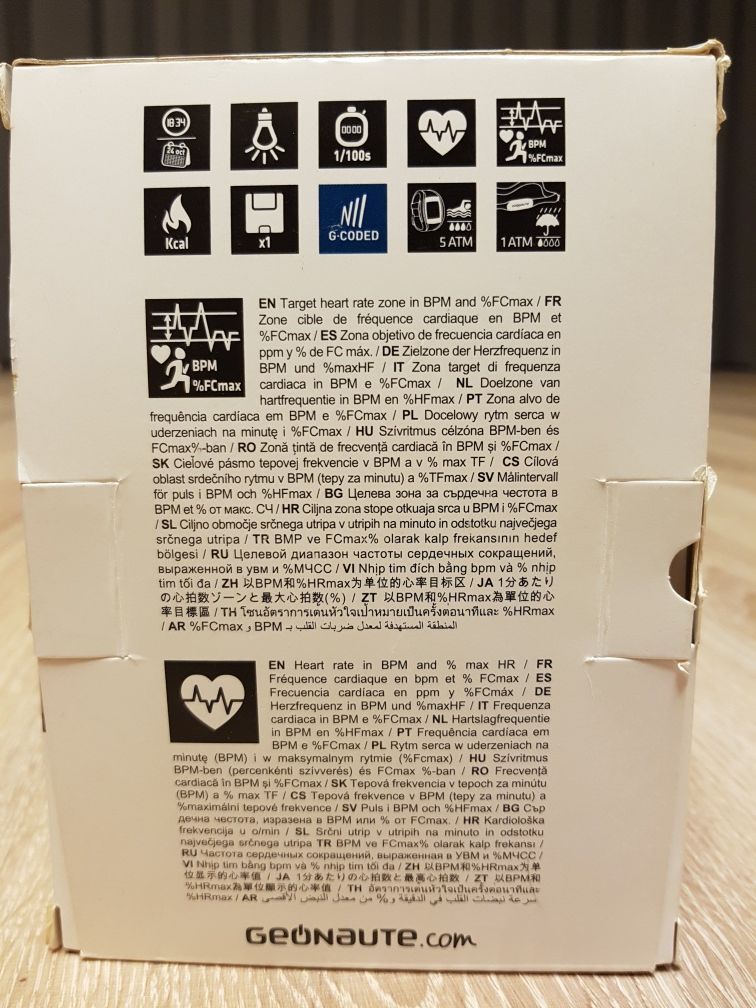 18:34
24 oct
00:00
1/100s
BPM
%FCmax
Kcal
x1
G-CODED
5 ATM
1 ATM
BPM
%FCmax
EN Target heart rate zone in BPM and %FCmax / FR
Zone cible de fréquence cardiaque en BPM et
%FCmax / ES Zona objetivo de frecuencia cardíaca en
ppm y % de FC máx. / DE Zielzone der Herzfrequenz in
BPM und %maxHF / IT Zona target di frequenza
cardiaca in BPM e %FCmax / NL Doelzone van
hartfrequentie in BPM en %HFmax / PT Zona alvo de
frequência cardíaca em BPM e %FCmax / PL Docelowy rytm serca w
uderzeniach na minutę i %FCmax / HU Szívritmus célzóna BPM-ben és
FCmax%-ban / RO Zonă țintă de frecvență cardiacă în BPM și %FCmax /
SK Cieľové pásmo tepovej frekvencie v BPM a v % max TF / CS Cílová
oblast srdečního rytmu v BPM (tepy za minutu) a %TFmax / SV Målintervall
för puls i BPM och %HFmax / BG Целева зона за сърдечна честота в
BPM et % от макс. СЧ / HR Ciljna zona stope otkuaja srca u BPM i %FCmax
/ SL Ciljno območje srčnega utripa v utripih na minuto in odstotku največjega
srčnega utripa / TR BMP ve FCmax% olarak kalp frekansının hedef
bölgesi / RU Целевой диапазон частоты сердечных сокращений,
выраженной в увм и %МЧСС / VI Nhịp tim đích bằng bpm và % nhịp
tim tối đa / ZH 以BPM和%HRmax为单位的心率目标区 / JA 1分あたり
の心拍数ゾーンと最大心拍数(%) / ZT 以BPM和%HRmax為單位的心
率目標區 / TH โซนอัตราการเต้นหัวใจเป้าหมายเป็นครั้งต่อนาทีและ %HRmax
/ AR المنطقة المستهدفة لمعدل ضربات القلب بـ BPM و %FCmax
EN Heart rate in BPM and % max HR / FR
Fréquence cardiaque en bpm et % FCmax / ES
Frecuencia cardíaca en ppm y %FCmáx / DE
Herzfrequenz in BPM und %maxHF / IT Frequenza
cardiaca in BPM e %FCmax / NL Hartslagfrequentie
in BPM en %HFmax / PT Frequência cardíaca em
BPM e %FCmax / PL Rytm serca w uderzeniach na
minutę (BPM) i w maksymalnym rytmie (%Fcmax) / HU Szívritmus
BPM-ben (percenkénti szívverés) és FCmax %-ban / RO Frecvență
cardiacă în BPM și %FCmax / SK Tepová frekvencia v tepoch za minútu
(BPM) a % max TF / CS Tepová frekvence v BPM (tepy za minutu) a
%maximální tepové frekvence / SV Puls i BPM och %HFmax / BG Сър
дечна честота, изразена в BPM или % от FCmax. / HR Kardiološka
frekvencija u o/min / SL Srčni utrip v utripih na minuto in odstotku
največjega srčnega utripa TR BPM ve FCmax% olarak kalp frekansı /
RU Частота сердечных сокращений, выраженная в УВМ и %МЧСС /
VI Nhịp tim bằng bpm và % nhịp tim tối đa / ZH 以BPM和%HRmax为单
位显示的心率值 / JA 1分あたりの心拍数と最高心拍数 / ZT 以BPM和
%HRmax為單位顯示的心率值 / TH อัตราการเต้นหัวใจเป็นครั้งต่อนาทีและ
%HRmax / AR سرعة نبضات القلب في الدقيقة و% من معدل النبض الأقصى
GEONAUTE.com